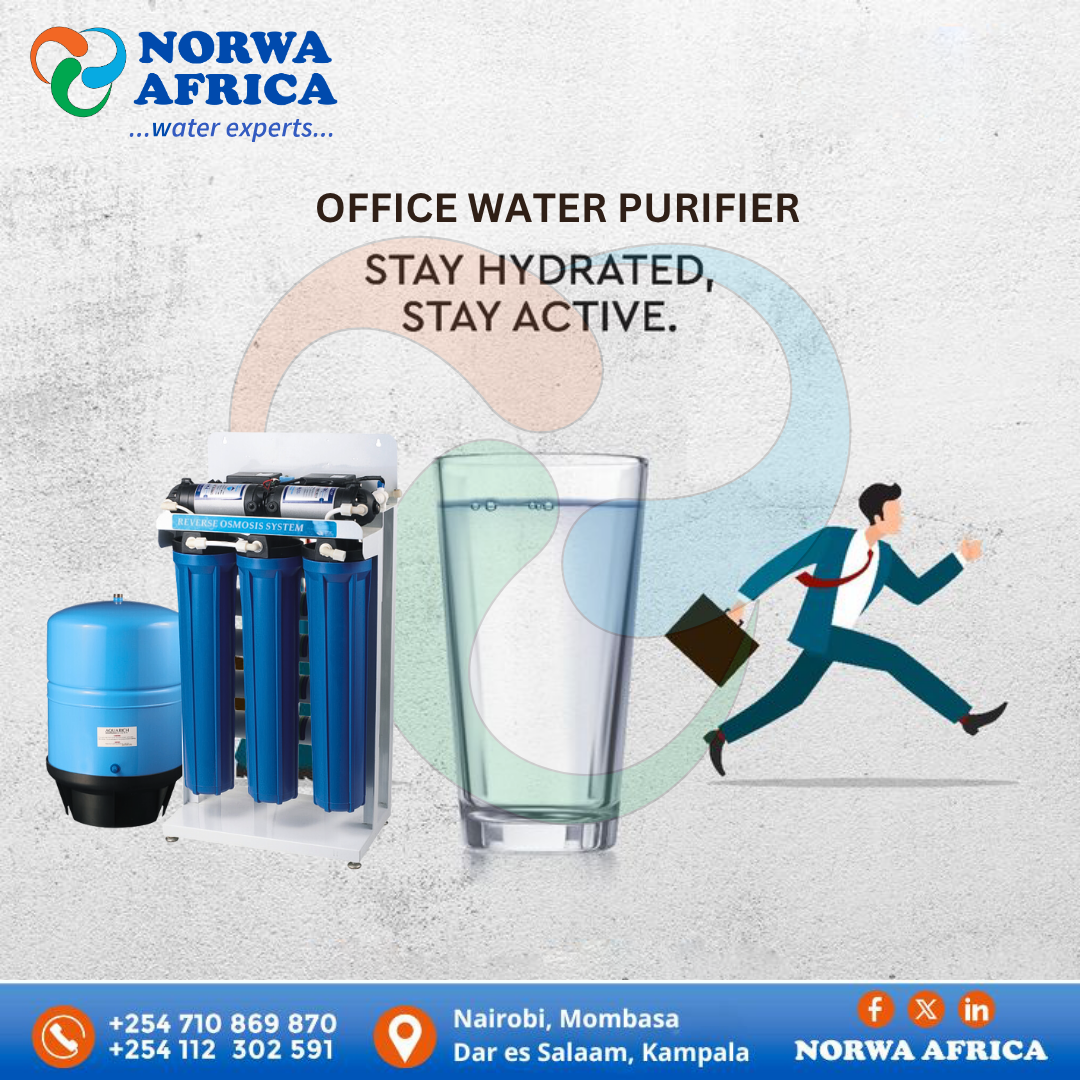 NORWA
AFRICA
...water experts...
OFFICE WATER PURIFIER
STAY HYDRATED,
STAY ACTIVE.
REVERSE OSMOSIS SYSTEM
+254 710 869 870
+254 112 302 591
Nairobi, Mombasa
Dar es Salaam, Kampala
NORWA AFRICA